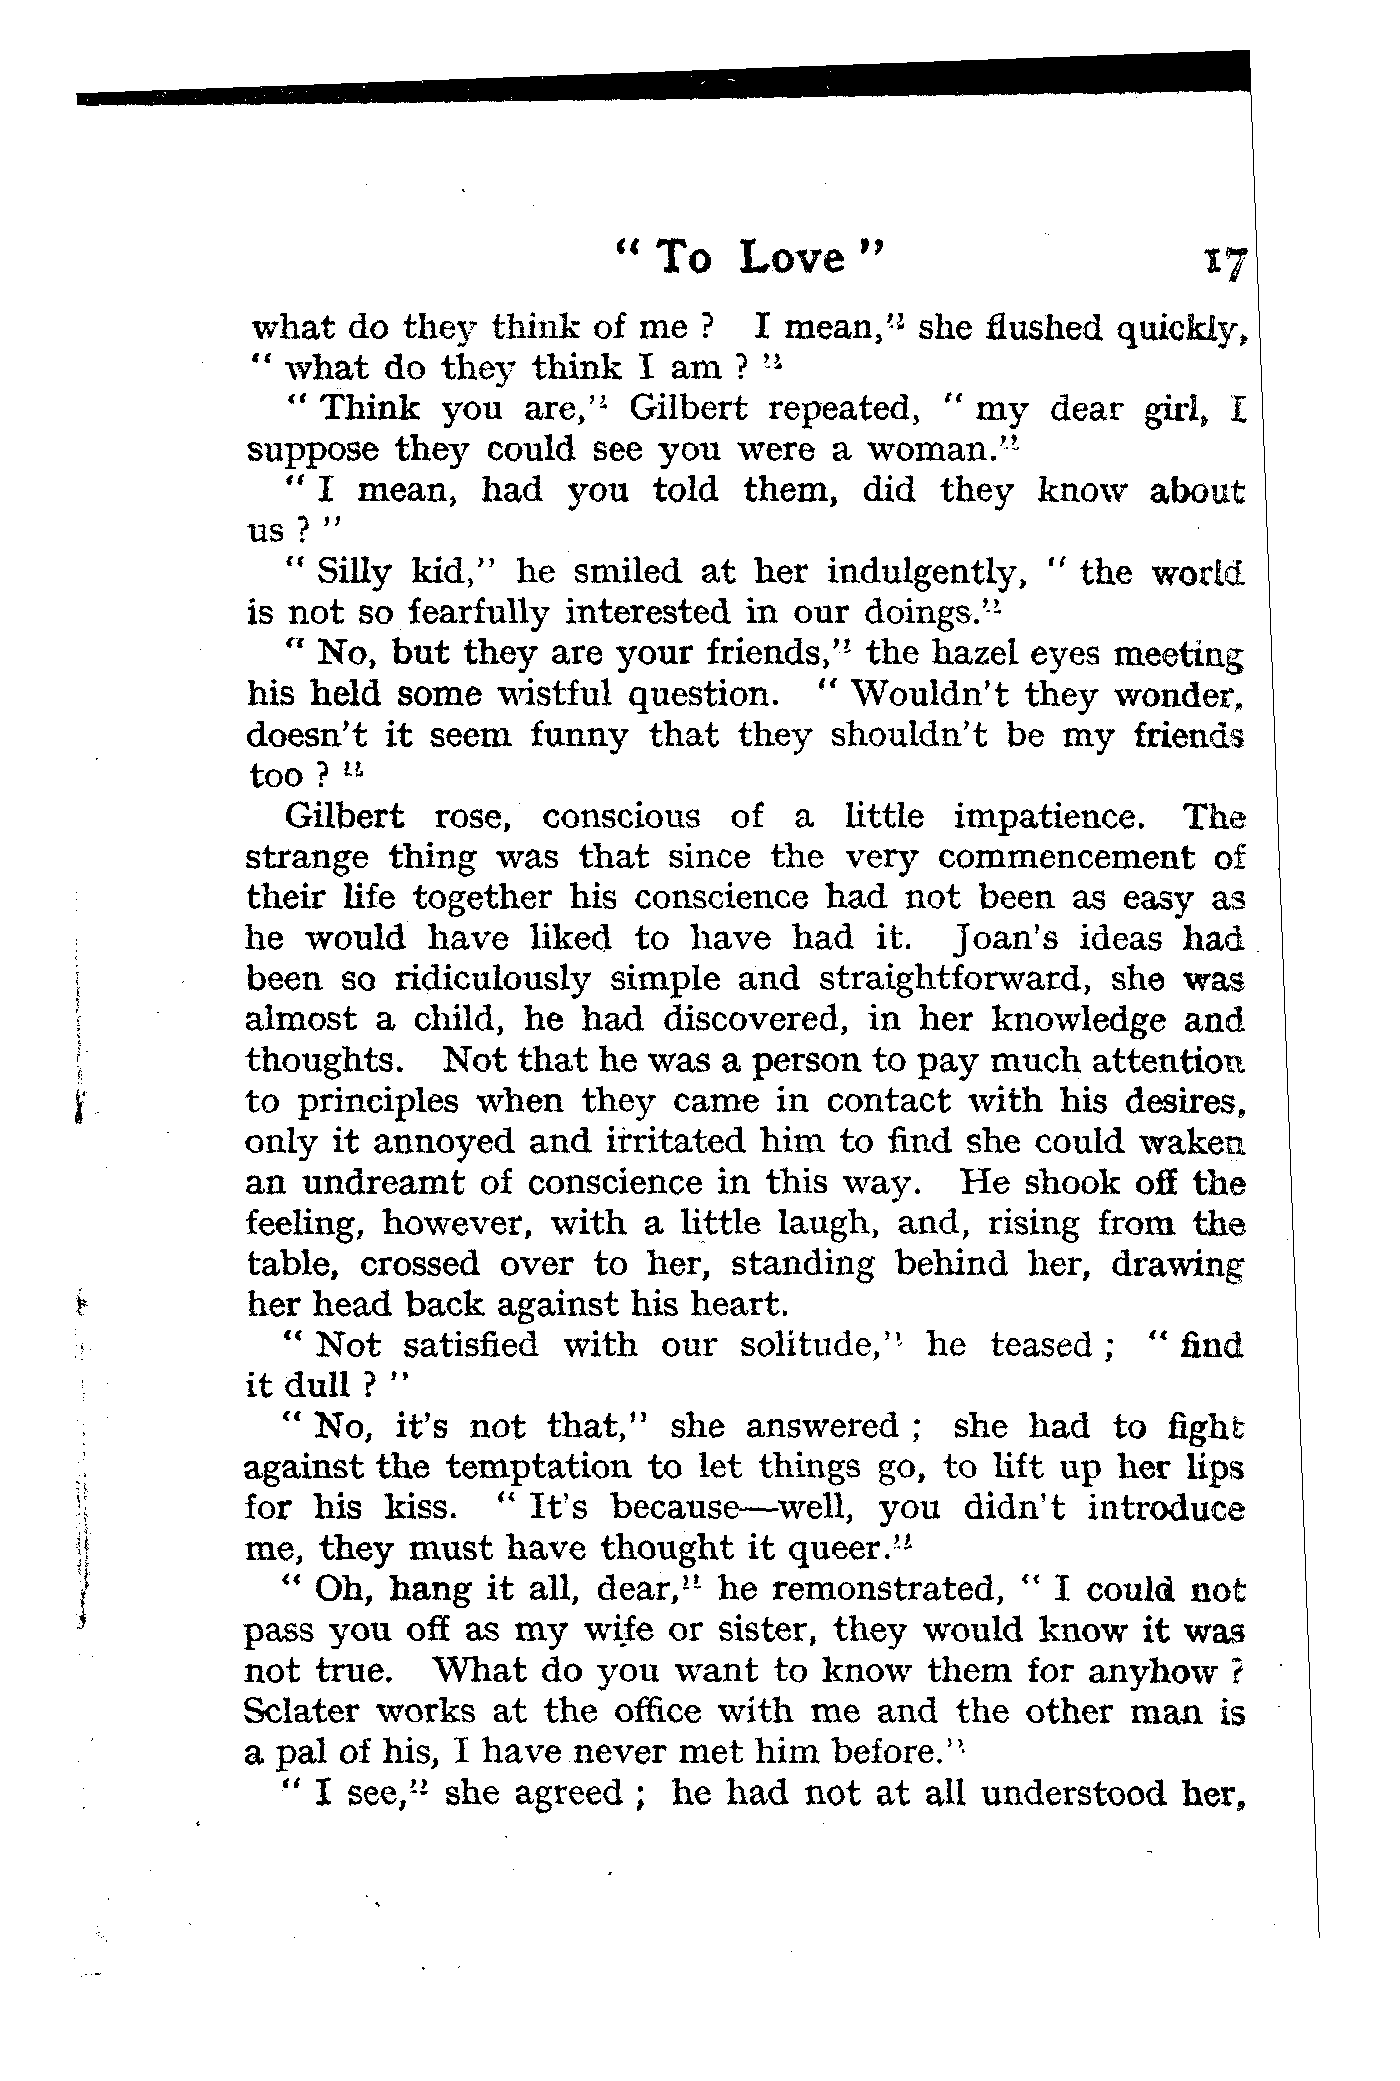 “ To Love ” 17
what do they think of me ? I mean,” she flushed quickly,
“ what do they think I am ? ”
“ Think you are,” Gilbert repeated, “ my dear girl, I
suppose they could see you were a woman.”
“ I mean, had you told them, did they know about
us ? ”
“ Silly kid,” he smiled at her indulgently, “ the world
is not so fearfully interested in our doings.”
“ No, but they are your friends,” the hazel eyes meeting
his held some wistful question. “ Wouldn’t they wonder,
doesn’t it seem funny that they shouldn’t be my friends
too ? ”
Gilbert rose, conscious of a little impatience. The
strange thing was that since the very commencement of
their life together his conscience had not been as easy as
he would have liked to have had it. Joan’s ideas had
been so ridiculously simple and straightforward, she was
almost a child, he had discovered, in her knowledge and
thoughts. Not that he was a person to pay much attention
to principles when they came in contact with his desires,
only it annoyed and irritated him to find she could waken
an undreamt of conscience in this way. He shook off the
feeling, however, with a little laugh, and, rising from the
table, crossed over to her, standing behind her, drawing
her head back against his heart.
“ Not satisfied with our solitude,” he teased ; “ find
it dull ? ”
“ No, it’s not that,” she answered ; she had to fight
against the temptation to let things go, to lift up her lips
for his kiss. “ It’s because—well, you didn’t introduce
me, they must have thought it queer.”
“ Oh, hang it all, dear,” he remonstrated, “ I could not
pass you off as my wife or sister, they would know it was
not true. What do you want to know them for anyhow ?
Sclater works at the office with me and the other man is
a pal of his, I have never met him before.”
“ I see,” she agreed ; he had not at all understood her,